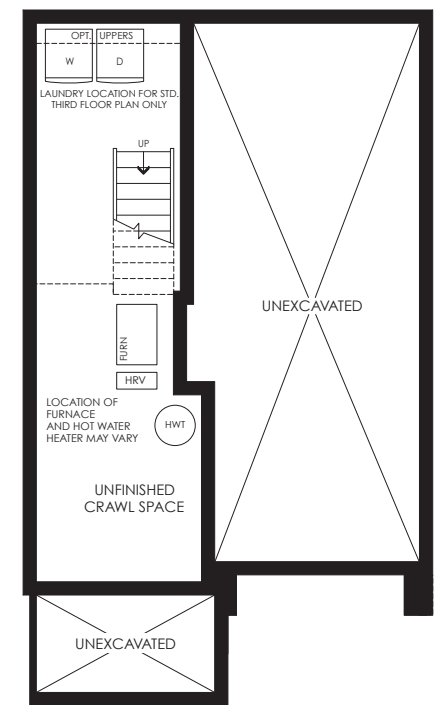 OPT. UPPERS
W
D
LAUNDRY LOCATION FOR STD.
THIRD FLOOR PLAN ONLY
UP
UNEXCAVATED
FURN
HRV
LOCATION OF
FURNACE
AND HOT WATER
HEATER MAY VARY
HWT
UNFINISHED
CRAWL SPACE
UNEXCAVATED